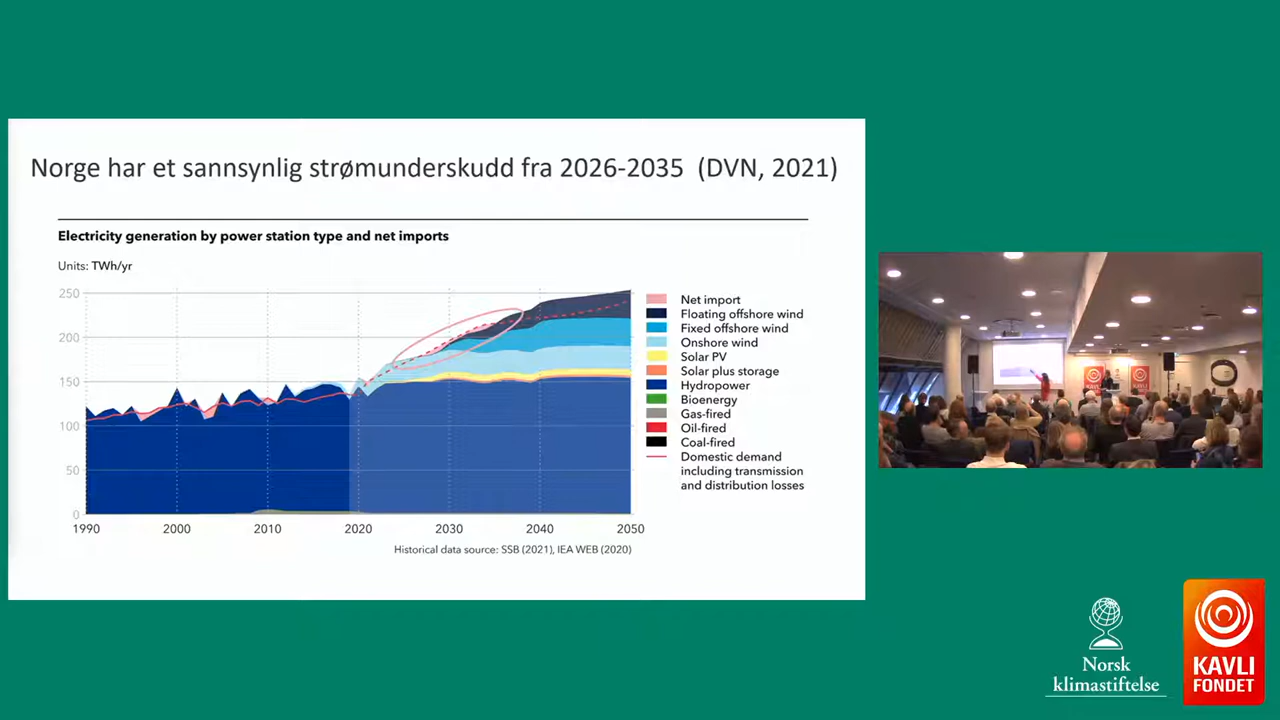 Norge har et sannsynlig strømunderskudd fra 2026-2035 (DVN, 2021)
Electricity generation by power station type and net imports
Units: TWh/yr
250
200
150
100
50
0
1990
2000
2010
2020
2030
2040
2050
Historical data source: SSB (2021), IEA WEB (2020)
Net import
Floating offshore wind
Fixed offshore wind
Onshore wind
Solar PV
Solar plus storage
Hydropower
Bioenergy
Gas-fired
Oil-fired
Coal-fired
Domestic demand
including transmission
and distribution losses
Norsk
klimastiftelse
KAVLI
FONDET